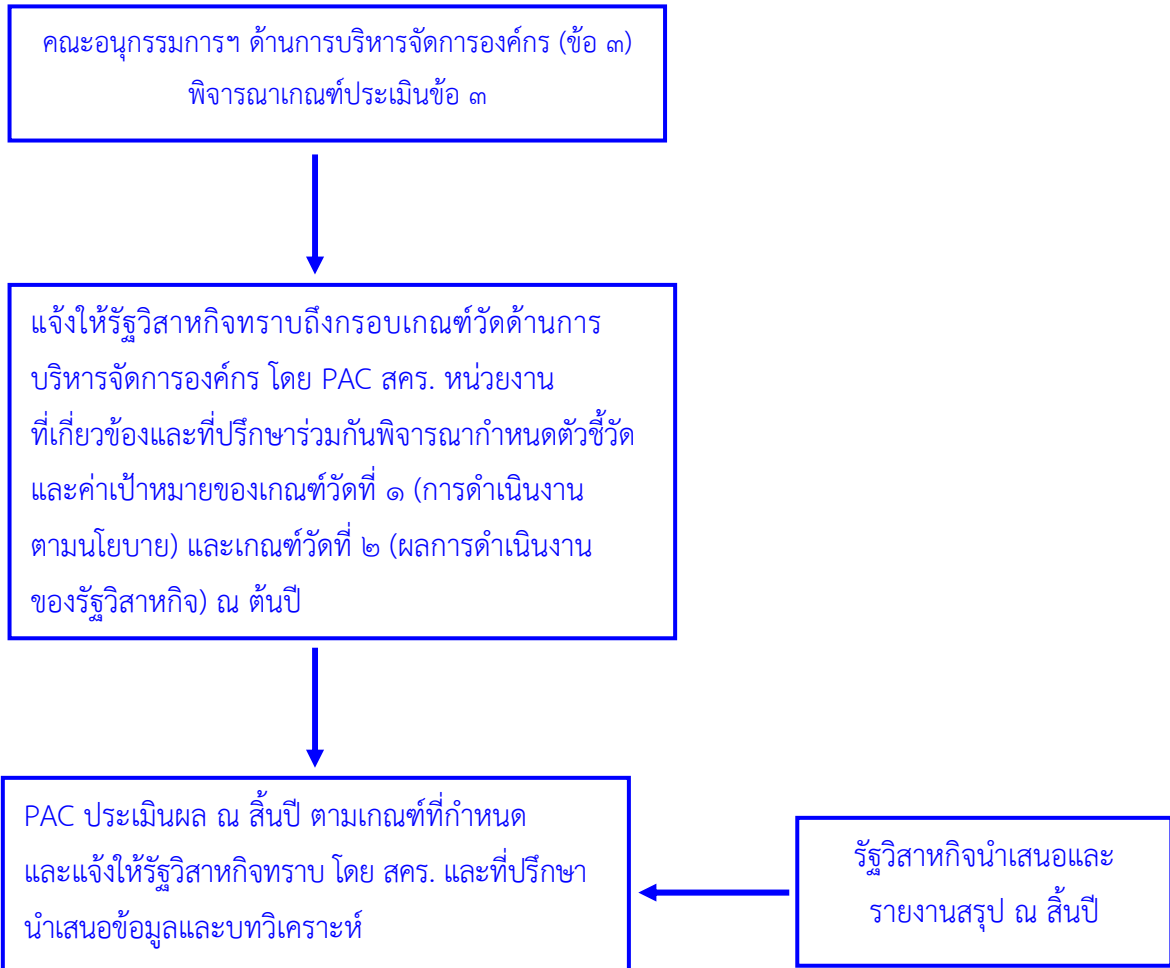 คณะอนุกรรมการฯ ด้านการบริหารจัดการองค์กร (ข้อ ๓)
พิจารณาเกณฑ์ประเมินข้อ ๓
แจ้งให้รัฐวิสาหกิจทราบถึงกรอบเกณฑ์วัดด้านการ
บริหารจัดการองค์กร โดย PAC สคร. หน่วยงาน
ที่เกี่ยวข้องและที่ปรึกษาร่วมกันพิจารณากำหนดตัวชี้วัด
และค่าเป้าหมายของเกณฑ์วัดที่ ๑ (การดำเนินงาน
ตามนโยบาย) และเกณฑ์วัดที่ ๒ (ผลการดำเนินงาน
ของรัฐวิสาหกิจ) ณ ต้นปี
PAC ประเมินผล ณ สิ้นปี ตามเกณฑ์ที่กำหนด
และแจ้งให้รัฐวิสาหกิจทราบ โดย สคร. และที่ปรึกษา
นำเสนอข้อมูลและบทวิเคราะห์
รัฐวิสาหกิจนำเสนอและ
รายงานสรุป ณ สิ้นปี